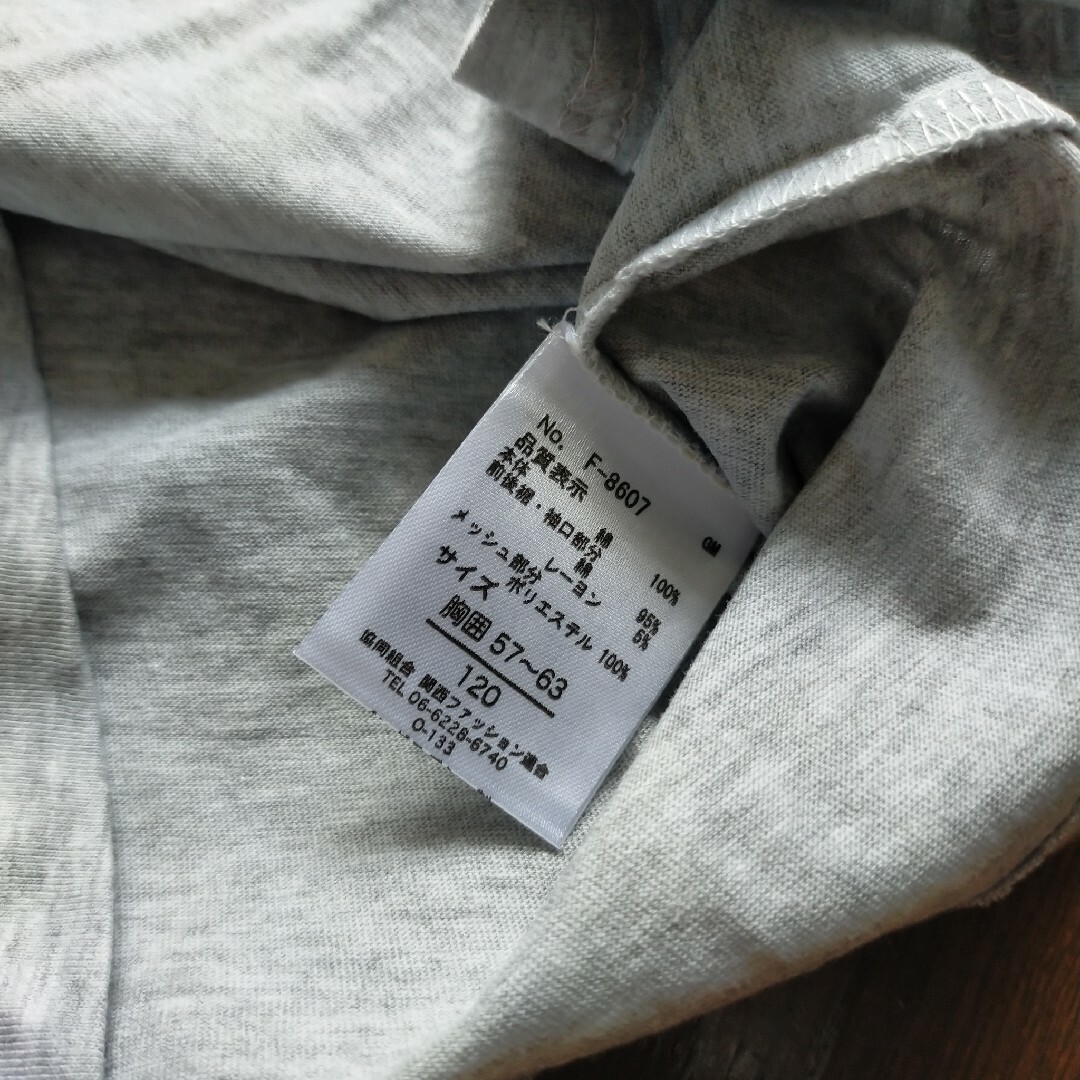 No. F-8607 GM
品質表示
本体 綿 100%
前後裾・袖口部分
綿 95%
レーヨン 5%
メッシュ部分 ポリエステル 100%
サイズ
胸囲 57~63
120
協同組合 関西ファッション連合
TEL 06-6228-6740
O-133